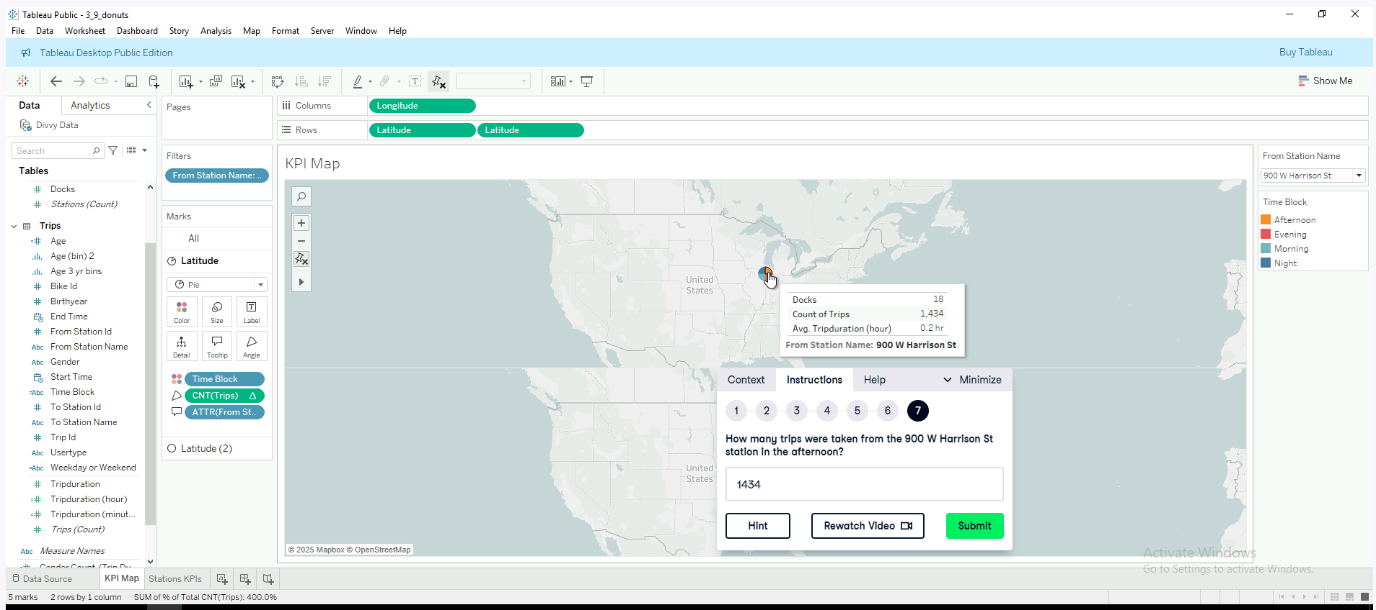 Tableau Public - 3_9_donuts
File Data Worksheet Dashboard Story Analysis Map Format Server Window Help
Tableau Desktop Public Edition
Buy Tableau
Show Me
Data Analytics
Divvy Data
Search
Tables
Docks
Stations (Count)
Trips
Age
Age (bin) 2
Age 3 yr bins
Bike Id
Birthyear
End Time
From Station Id
From Station Name
Gender
Start Time
Time Block
To Station Id
To Station Name
Trip Id
Usertype
Weekday or Weekend
Tripduration
Tripduration (hour)
Tripduration (minut...
Trips (Count)
Measure Names
Pages
Filters
From Station Name: ..
Marks
All
Latitude
Pie
Color Size Label
Detail Tooltip Angle
Time Block
CNT(Trips)
ATTR(From St..
Latitude (2)
Columns Longitude
Rows Latitude Latitude
KPI Map
United
States
Docks 18
Count of Trips 1,434
Avg. Tripduration (hour) 0.2 hr
From Station Name: 900 W Harrison St
United
States
© 2025 Mapbox © OpenStreetMap
Context Instructions Help Minimize
1 2 3 4 5 6 7
How many trips were taken from the 900 W Harrison St
station in the afternoon?
1434
Hint Rewatch Video Submit
From Station Name
900 W Harrison St
Time Block
Afternoon
Evening
Morning
Night
Activate Windows
Go to Settings to activate Windows.
Data Source KPI Map Stations KPIs
5 marks 2 rows by 1 column SUM of % of Total CNT(Trips): 400.0%